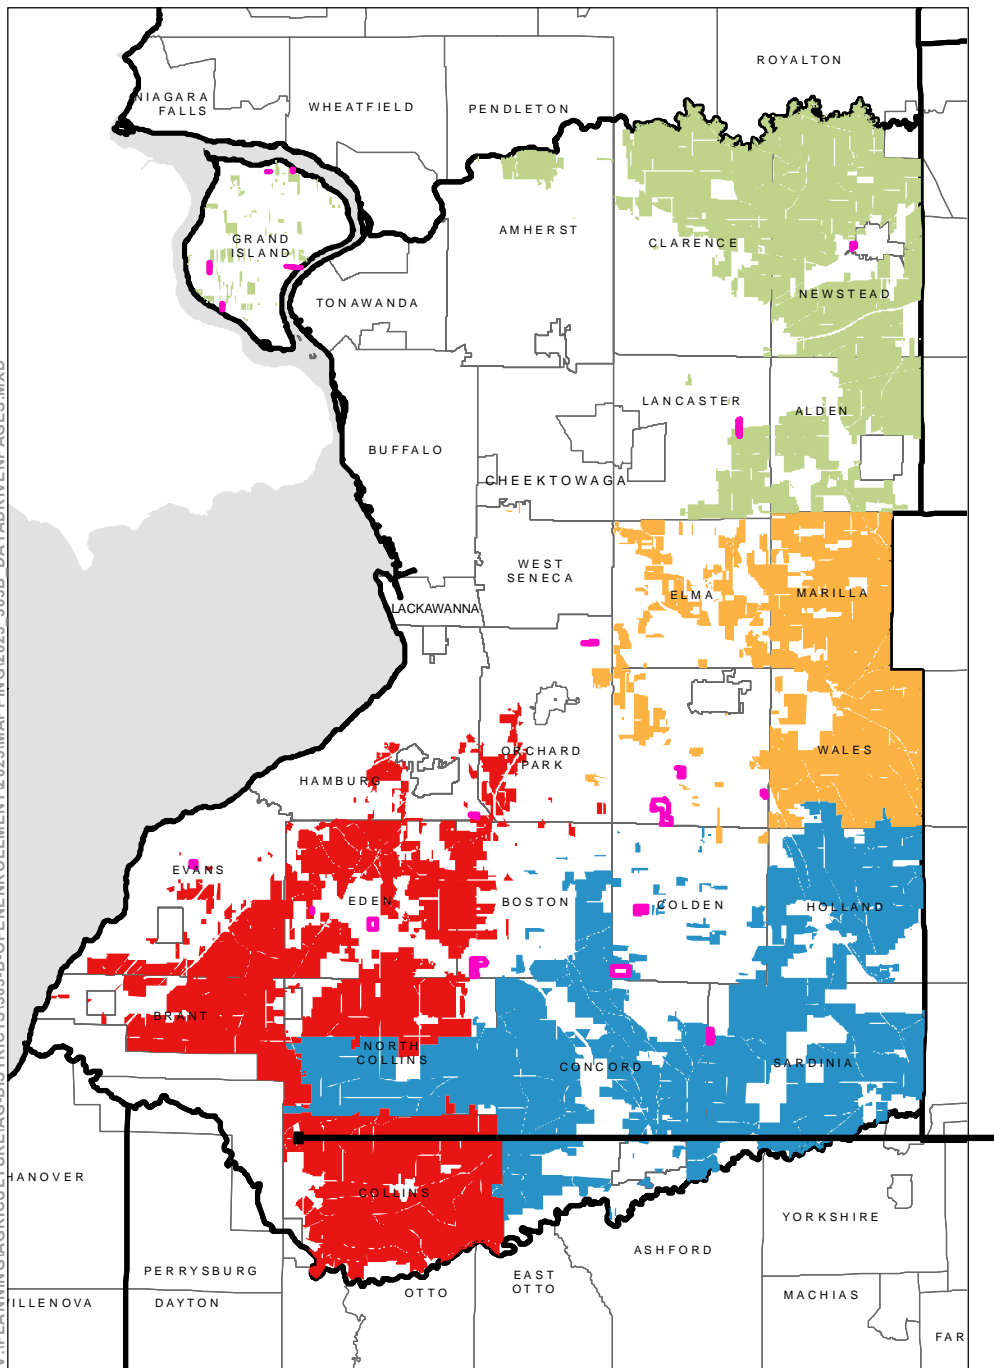 ROYALTON
NIAGARA
FALLS
WHEATFIELD
PENDLETON
GRAND
ISLAND
AMHERST
CLARENCE
NEWSTEAD
TONAWANDA
LANCASTER
ALDEN
BUFFALO
CHEEKTOWAGA
WEST
SENECA
ELMA
MARILLA
LACKAWANNA
ORCHARD
PARK
WALES
HAMBURG
EVANS
EDEN
BOSTON
COLDEN
HOLLAND
BRANT
NORTH
COLLINS
CONCORD
SARDINIA
HANOVER
COLLINS
YORKSHIRE
ASHFORD
PERRYSBURG
EAST
OTTO
OTTO
MACHIAS
ILLENOVA
DAYTON
FAR